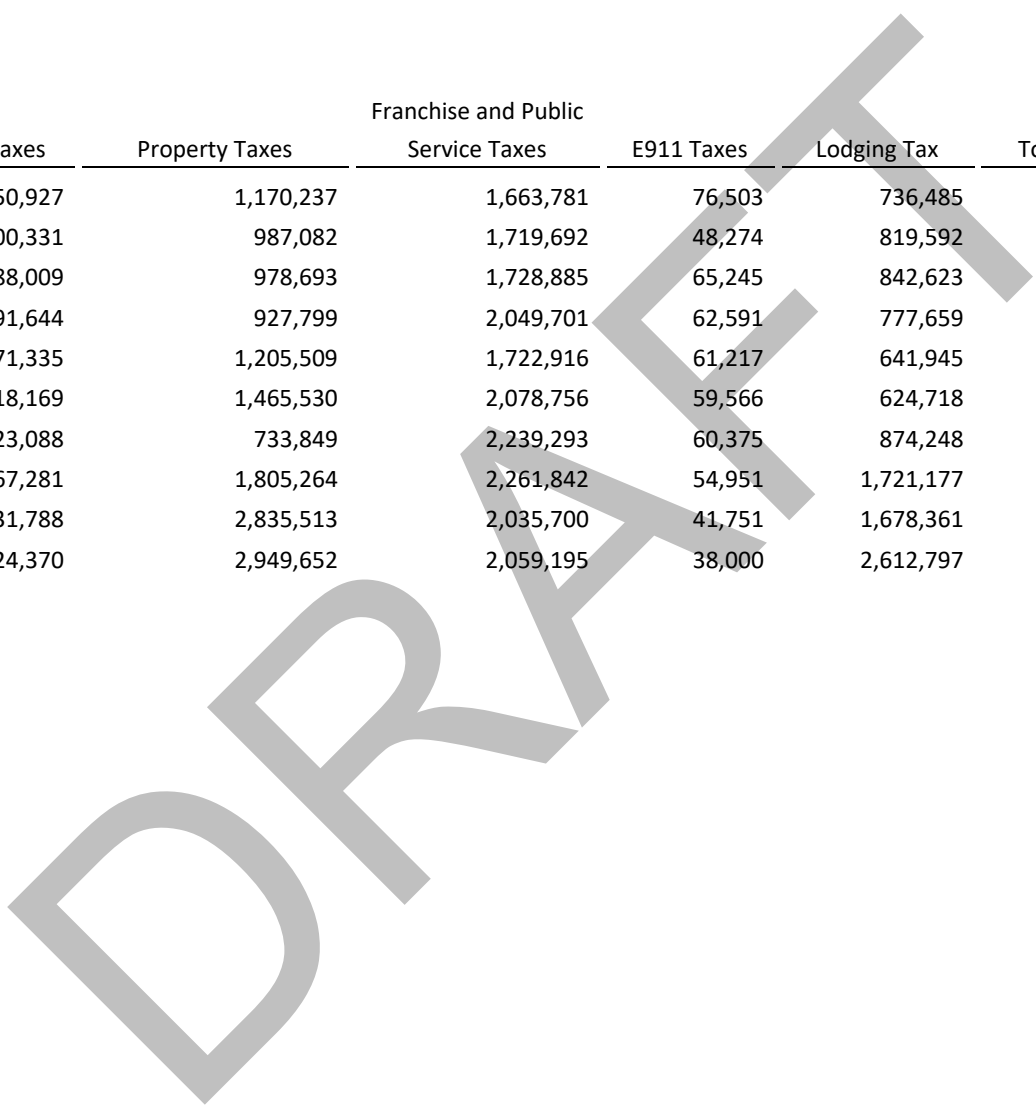 Franchise and Public
axes Property Taxes Service Taxes E911 Taxes Lodging Tax To
50,927 1,170,237 1,663,781 76,503 736,485
00,331 987,082 1,719,692 48,274 819,592
38,009 978,693 1,728,885 65,245 842,623
91,644 927,799 2,049,701 62,591 777,659
71,335 1,205,509 1,722,916 61,217 641,945
18,169 1,465,530 2,078,756 59,566 624,718
23,088 733,849 2,239,293 60,375 874,248
67,281 1,805,264 2,261,842 54,951 1,721,177
31,788 2,835,513 2,035,700 41,751 1,678,361
24,370 2,949,652 2,059,195 38,000 2,612,797
DRAFT